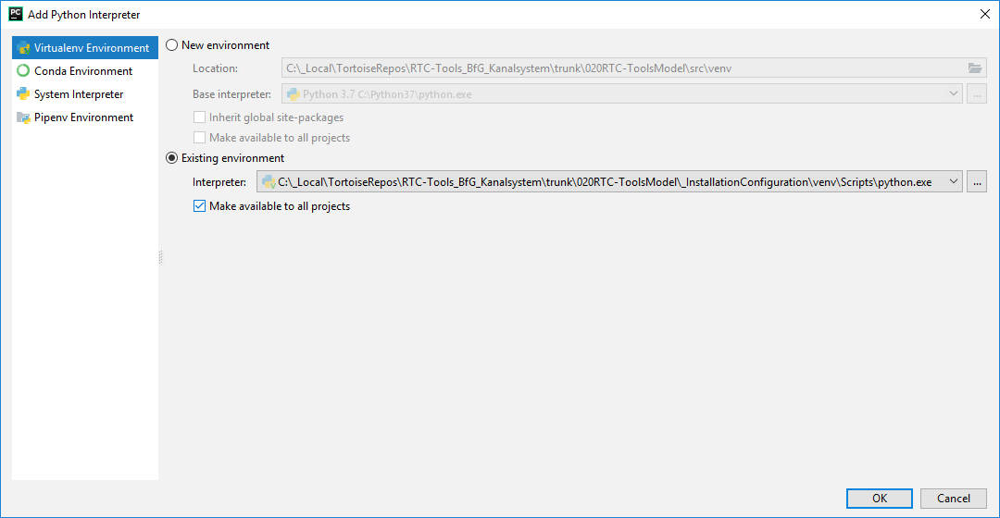 PC
Add Python Interpreter
Virtualenv Environment
Conda Environment
System Interpreter
Pipenv Environment
New environment
Location: C:\_Local\TortoiseRepos\RTC-Tools_BfG_Kanalsystem\trunk\020RTC-ToolsModel\src\venv
Base interpreter: Python 3.7 C:\Python37\python.exe ...
Inherit global site-packages
Make available to all projects
Existing environment
Interpreter: C:\_Local\TortoiseRepos\RTC-Tools_BfG_Kanalsystem\trunk\020RTC-ToolsModel\_InstallationConfiguration\venv\Scripts\python.exe ...
Make available to all projects
OK Cancel